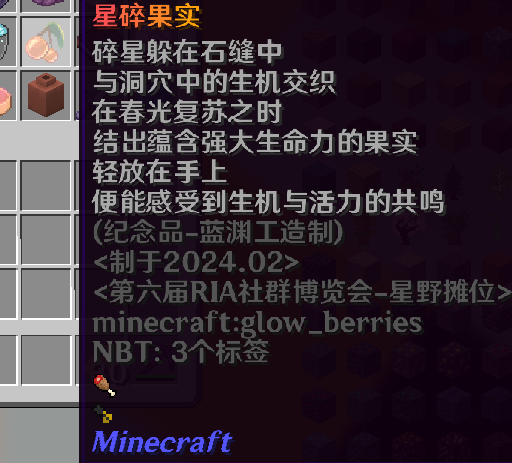 星碎果实
碎星躲在石缝中
与洞穴中的生机交织
在春光复苏之时
结出蕴含强大生命力的果实
轻放在手上
便能感受到生机与活力的共鸣
(纪念品-蓝渊工造制)
<制于2024.02>
<第六届RIA社群博览会-星野摊位>
minecraft:glow_berries
NBT: 3个标签
Minecraft